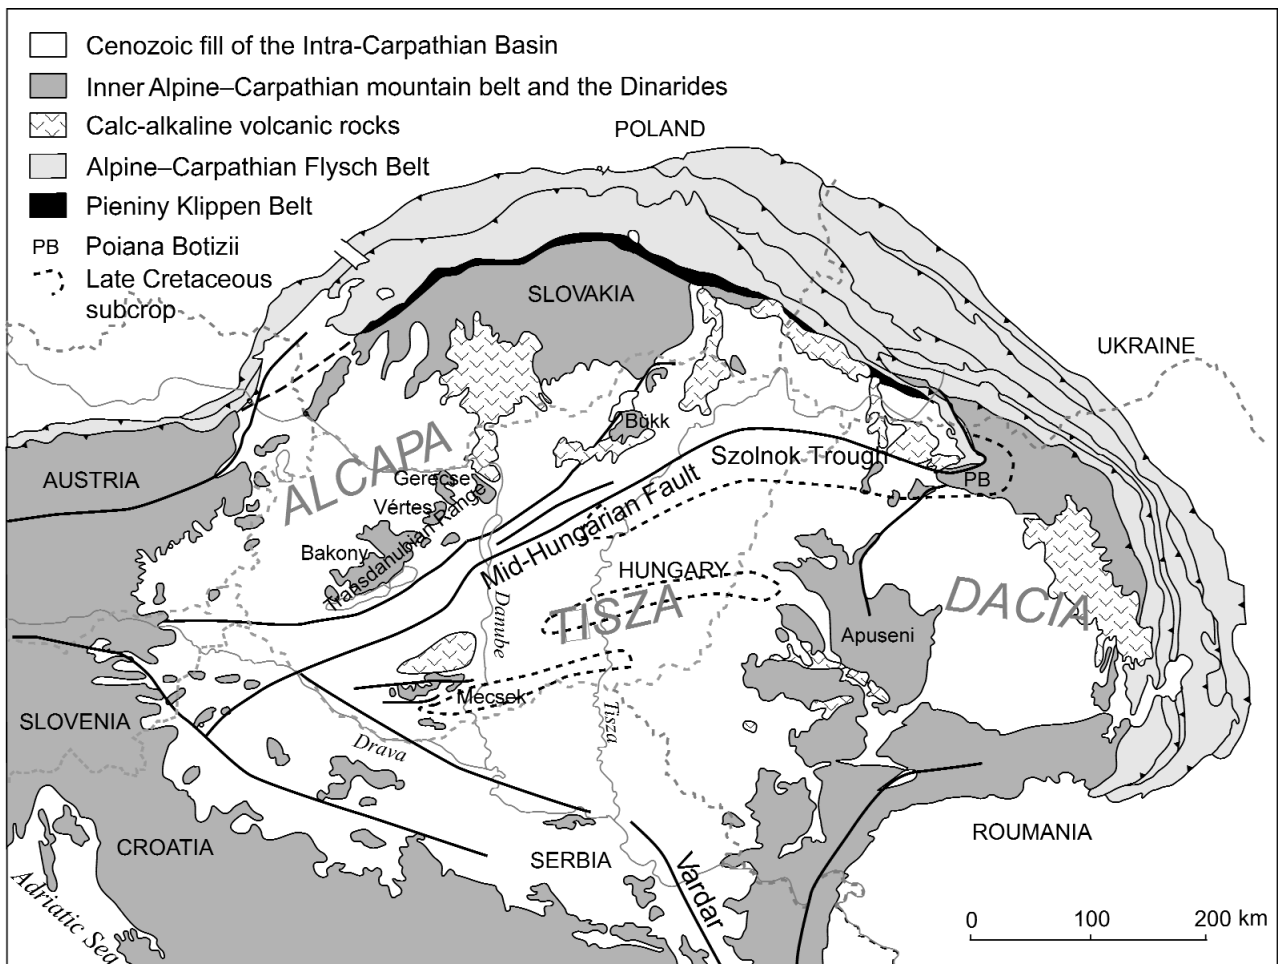 Cenozoic fill of the Intra-Carpathian Basin
Inner Alpine–Carpathian mountain belt and the Dinarides
Calc-alkaline volcanic rocks
POLAND
Alpine–Carpathian Flysch Belt
Pieniny Klippen Belt
PB Poiana Botizii
Late Cretaceous
subcrop
SLOVAKIA
UKRAINE
Bükk
ALCAPA
Szolnok Trough
AUSTRIA
Gerecse
PB
Vértes
Bakony
Transdanubian Range
Mid-Hungarian Fault
HUNGARY
TISZA
DACIA
Danube
Apuseni
Mecsek
SLOVENIA
Tisza
Drava
CROATIA
SERBIA
ROUMANIA
Vardar
Adriatic Sea
0 100 200 km